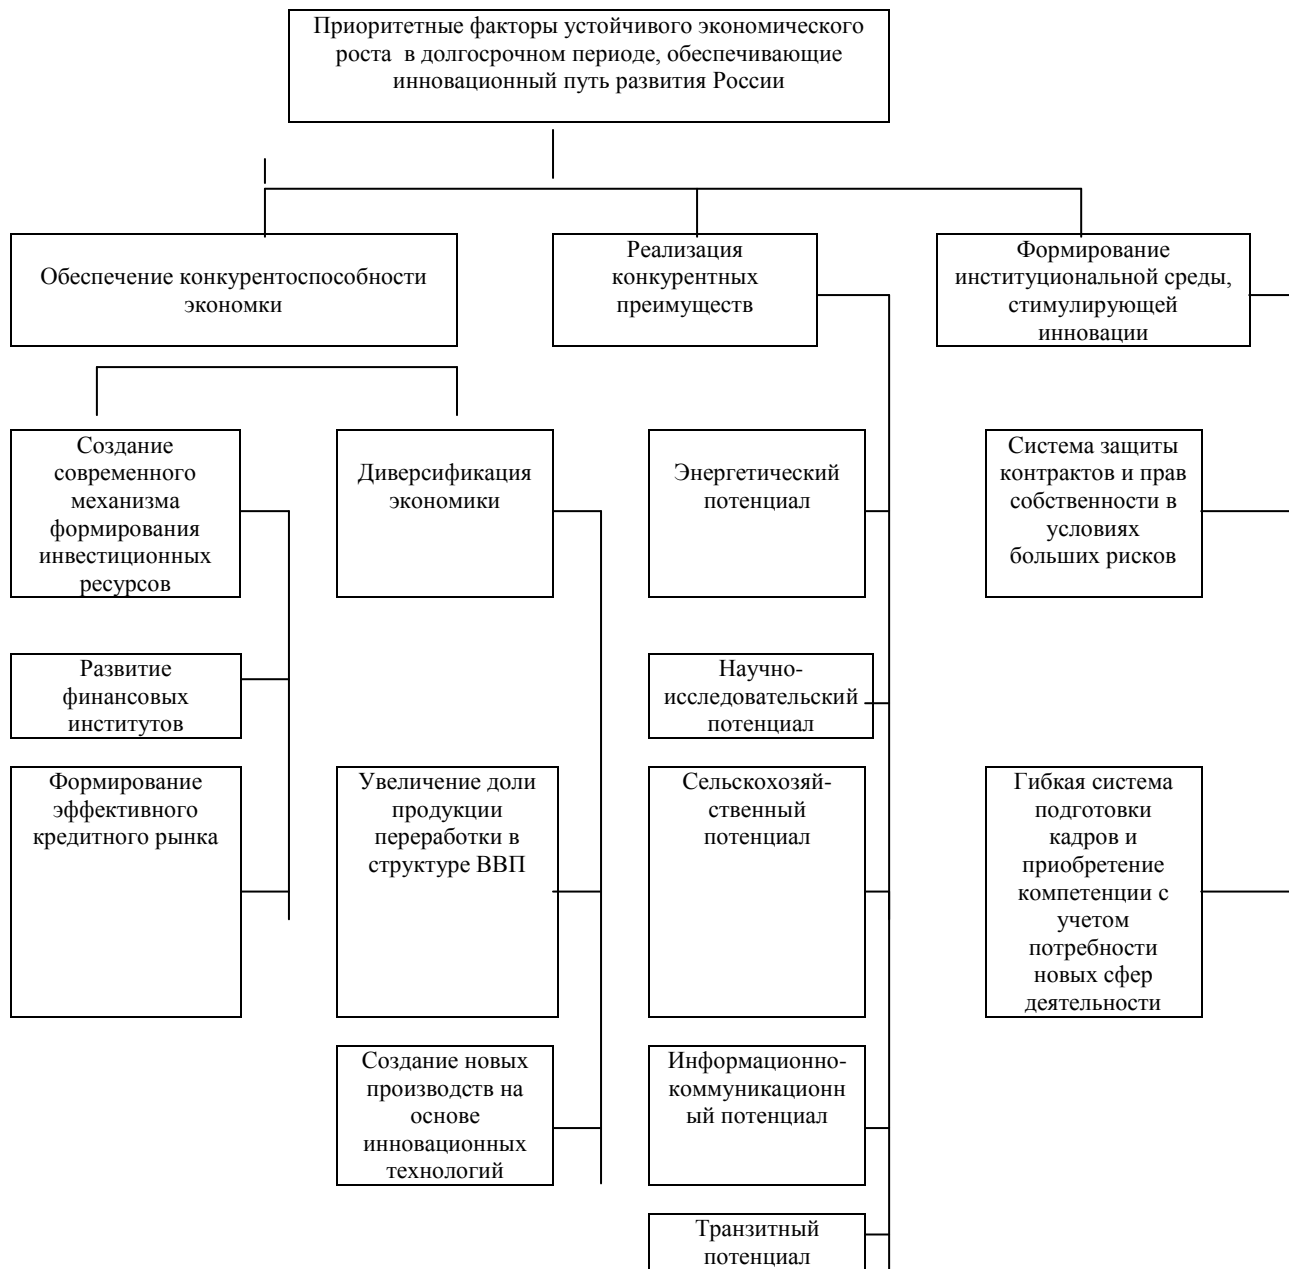 Приоритетные факторы устойчивого экономического
роста в долгосрочном периоде, обеспечивающие
инновационный путь развития России
Обеспечение конкурентоспособности
экономки
Реализация
конкурентных
преимуществ
Формирование
институциональной среды,
стимулирующей
инновации
Создание
современного
механизма
формирования
инвестиционных
ресурсов
Диверсификация
экономики
Энергетический
потенциал
Система защиты
контрактов и прав
собственности в
условиях
больших рисков
Развитие
финансовых
институтов
Научно-
исследовательский
потенциал
Формирование
эффективного
кредитного рынка
Увеличение доли
продукции
переработки в
структуре ВВП
Сельскохозяй-
ственный
потенциал
Гибкая система
подготовки
кадров и
приобретение
компетенции с
учетом
потребности
новых сфер
деятельности
Создание новых
производств на
основе
инновационных
технологий
Информационно-
коммуникационн
ый потенциал
Транзитный
потенциал